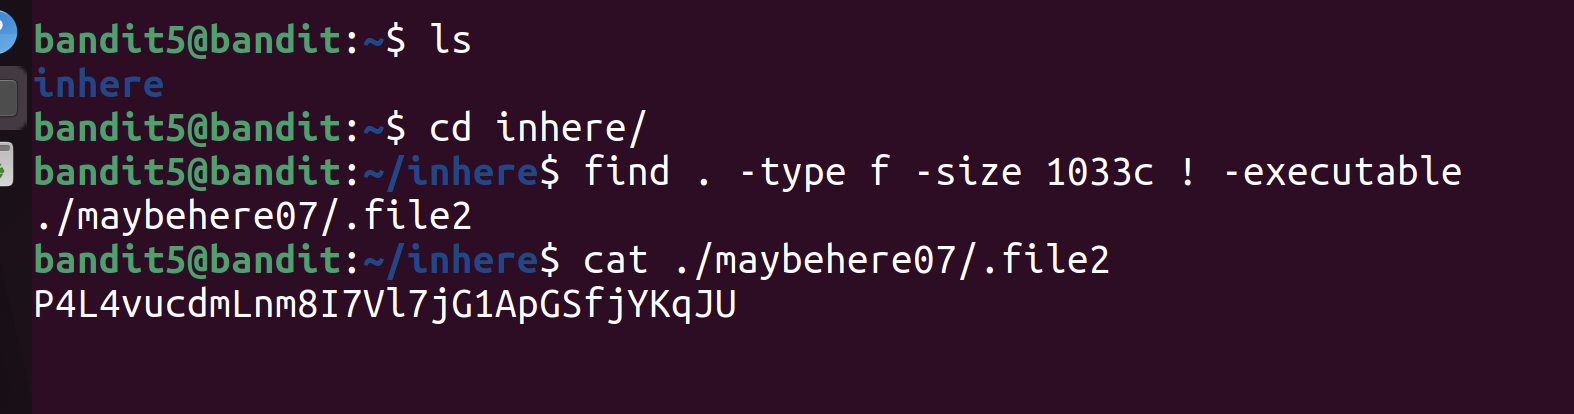 bandit5@bandit:~$ ls
inhere
bandit5@bandit:~$ cd inhere/
bandit5@bandit:~/inhere$ find . -type f -size 1033c ! -executable
./maybehere07/.file2
bandit5@bandit:~/inhere$ cat ./maybehere07/.file2
P4L4vucdmLnm8I7Vl7jG1ApGSfjYKqJU